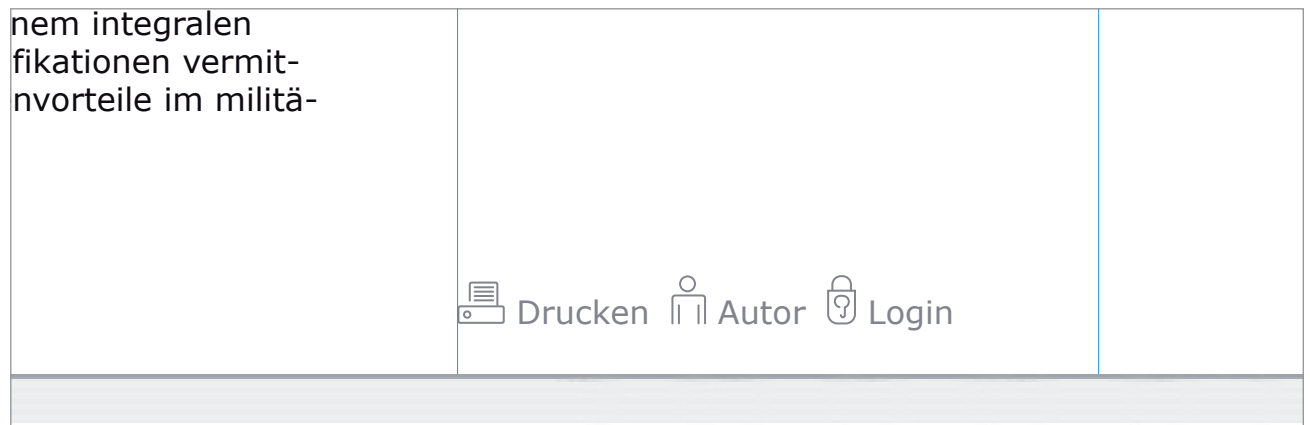 nem integralen
fikationen vermit-
nvorteile im militä-
Drucken Autor Login